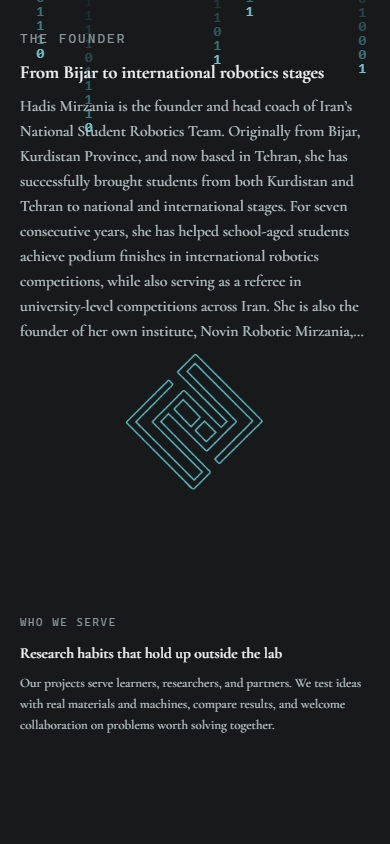 THE FOUNDER
From Bijar to international robotics stages
Hadis Mirzania is the founder and head coach of Iran’s
National Student Robotics Team. Originally from Bijar,
Kurdistan Province, and now based in Tehran, she has
successfully brought students from both Kurdistan and
Tehran to national and international stages. For seven
consecutive years, she has helped school-aged students
achieve podium finishes in international robotics
competitions, while also serving as a referee in
university-level competitions across Iran. She is also the
founder of her own institute, Novin Robotic Mirzania,...
WHO WE SERVE
Research habits that hold up outside the lab
Our projects serve learners, researchers, and partners. We test ideas
with real materials and machines, compare results, and welcome
collaboration on problems worth solving together.